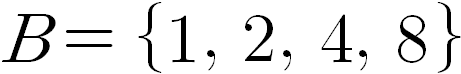 B = {1, 2, 4, 8}